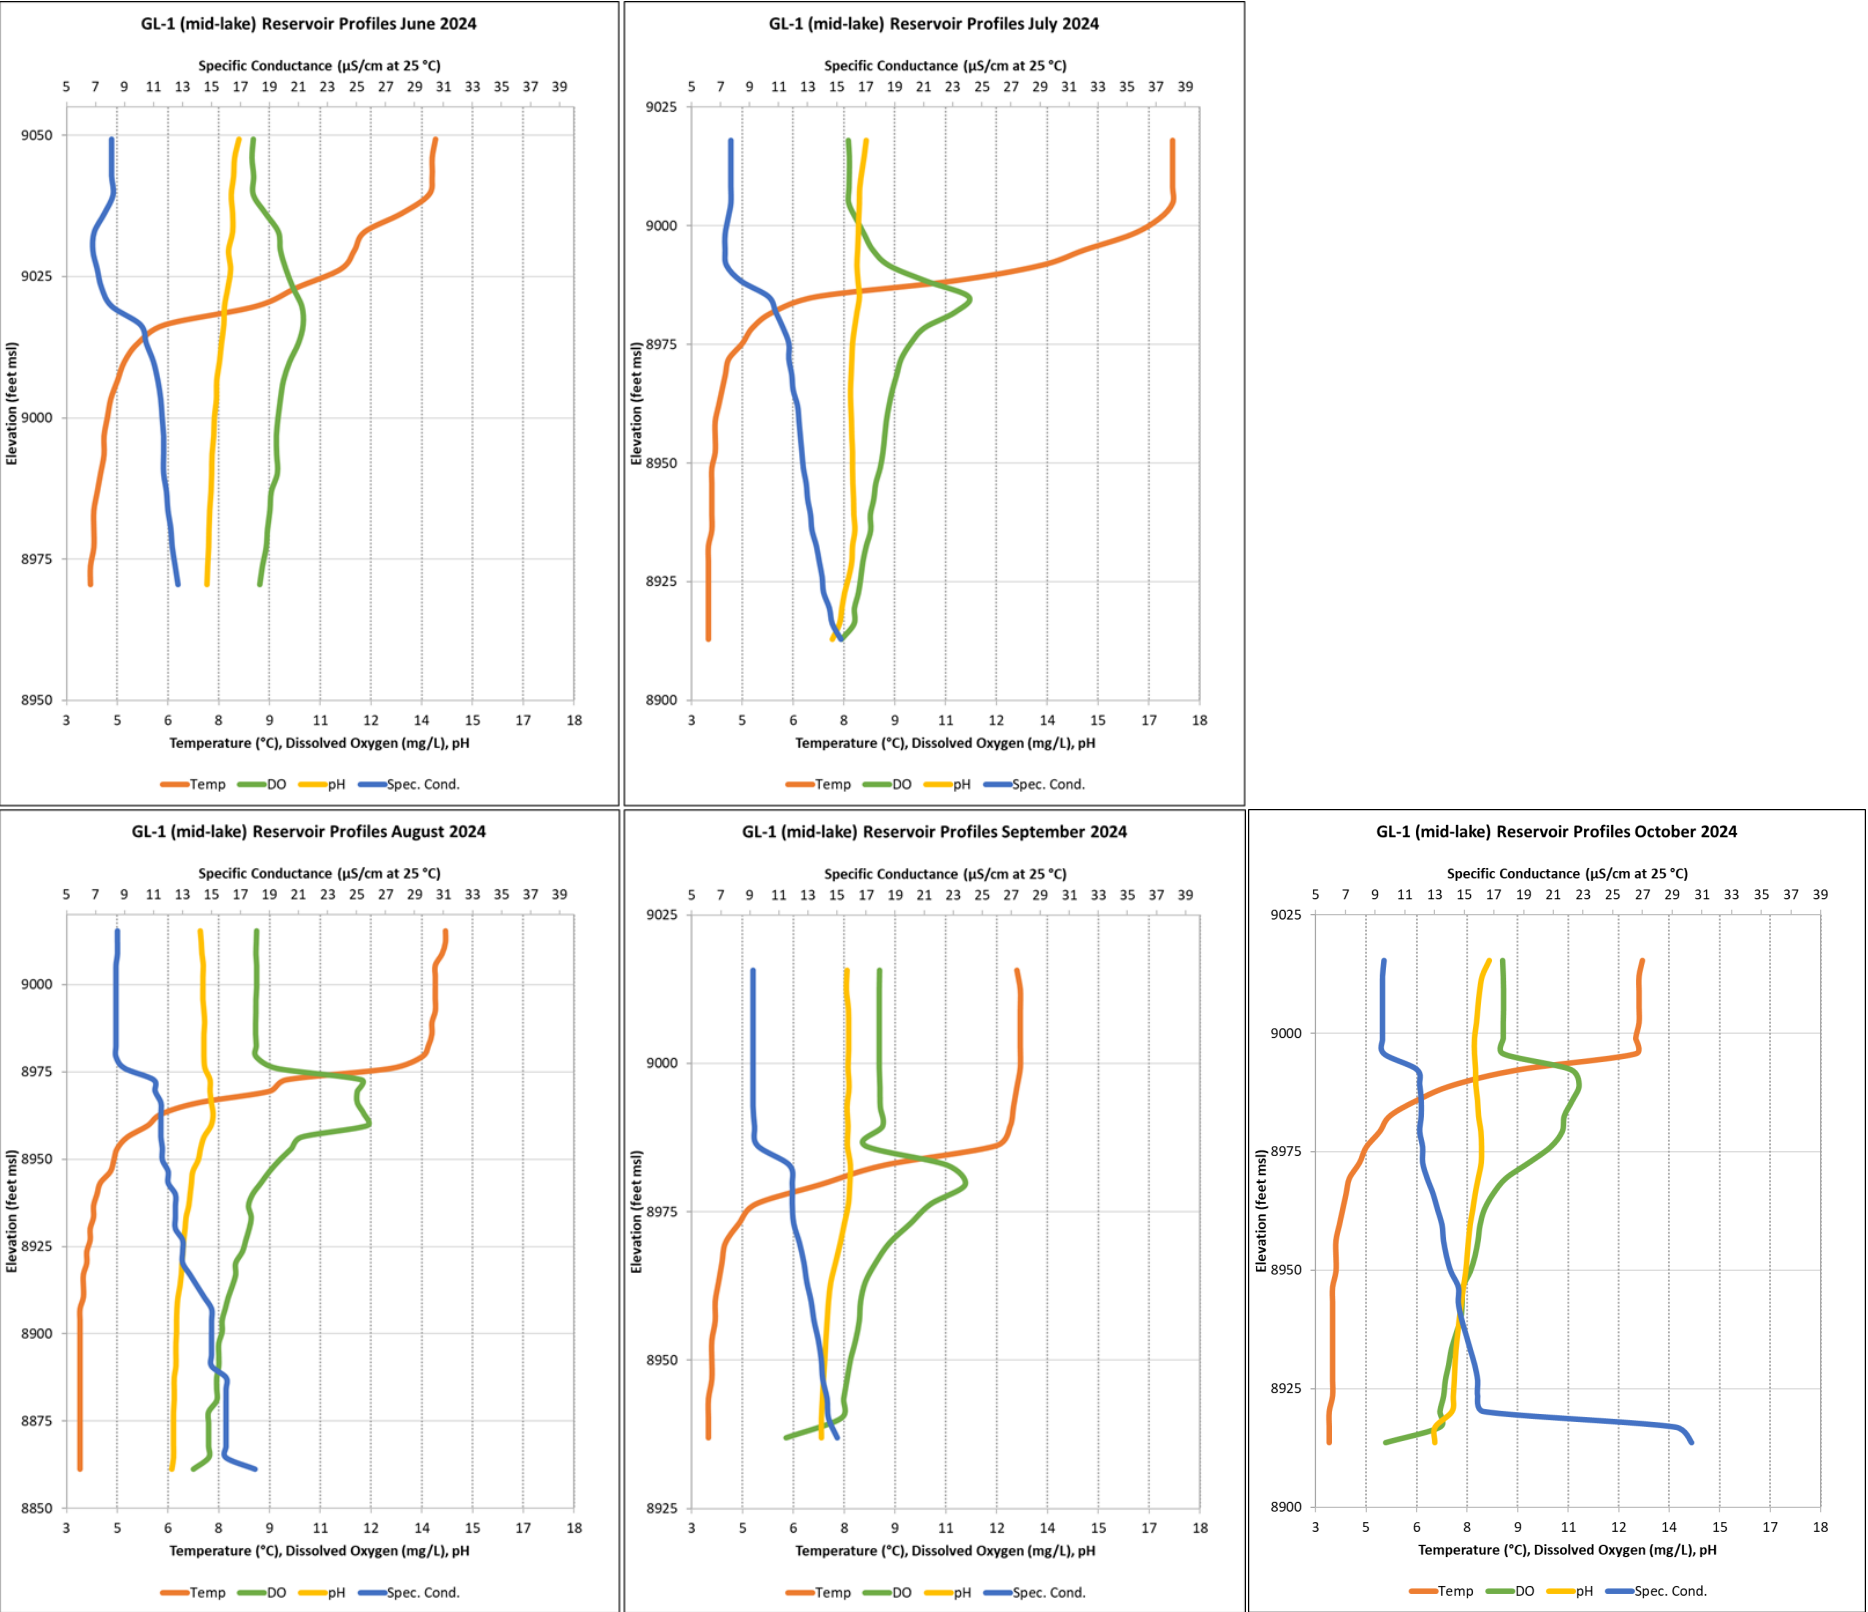 GL-1 (mid-lake) Reservoir Profiles June 2024
Specific Conductance (µS/cm at 25 °C)
5 7 9 11 13 15 17 19 21 23 25 27 29 31 33 35 37 39
9050
9025
9000
8975
8950
Elevation (feet msl)
3 5 6 8 9 11 12 14 15 17 18
Temperature (°C), Dissolved Oxygen (mg/L), pH
Temp DO pH Spec. Cond.
GL-1 (mid-lake) Reservoir Profiles July 2024
Specific Conductance (µS/cm at 25 °C)
5 7 9 11 13 15 17 19 21 23 25 27 29 31 33 35 37 39
9025
9000
8975
8950
8925
8900
Elevation (feet msl)
3 5 6 8 9 11 12 14 15 17 18
Temperature (°C), Dissolved Oxygen (mg/L), pH
Temp DO pH Spec. Cond.
GL-1 (mid-lake) Reservoir Profiles August 2024
Specific Conductance (µS/cm at 25 °C)
5 7 9 11 13 15 17 19 21 23 25 27 29 31 33 35 37 39
9000
8975
8950
8925
8900
8875
8850
Elevation (feet msl)
3 5 6 8 9 11 12 14 15 17 18
Temperature (°C), Dissolved Oxygen (mg/L), pH
Temp DO pH Spec. Cond.
GL-1 (mid-lake) Reservoir Profiles September 2024
Specific Conductance (µS/cm at 25 °C)
5 7 9 11 13 15 17 19 21 23 25 27 29 31 33 35 37 39
9025
9000
8975
8950
8925
Elevation (feet msl)
3 5 6 8 9 11 12 14 15 17 18
Temperature (°C), Dissolved Oxygen (mg/L), pH
Temp DO pH Spec. Cond.
GL-1 (mid-lake) Reservoir Profiles October 2024
Specific Conductance (µS/cm at 25 °C)
5 7 9 11 13 15 17 19 21 23 25 27 29 31 33 35 37 39
9025
9000
8975
8950
8925
8900
Elevation (feet msl)
3 5 6 8 9 11 12 14 15 17 18
Temperature (°C), Dissolved Oxygen (mg/L), pH
Temp DO pH Spec. Cond.